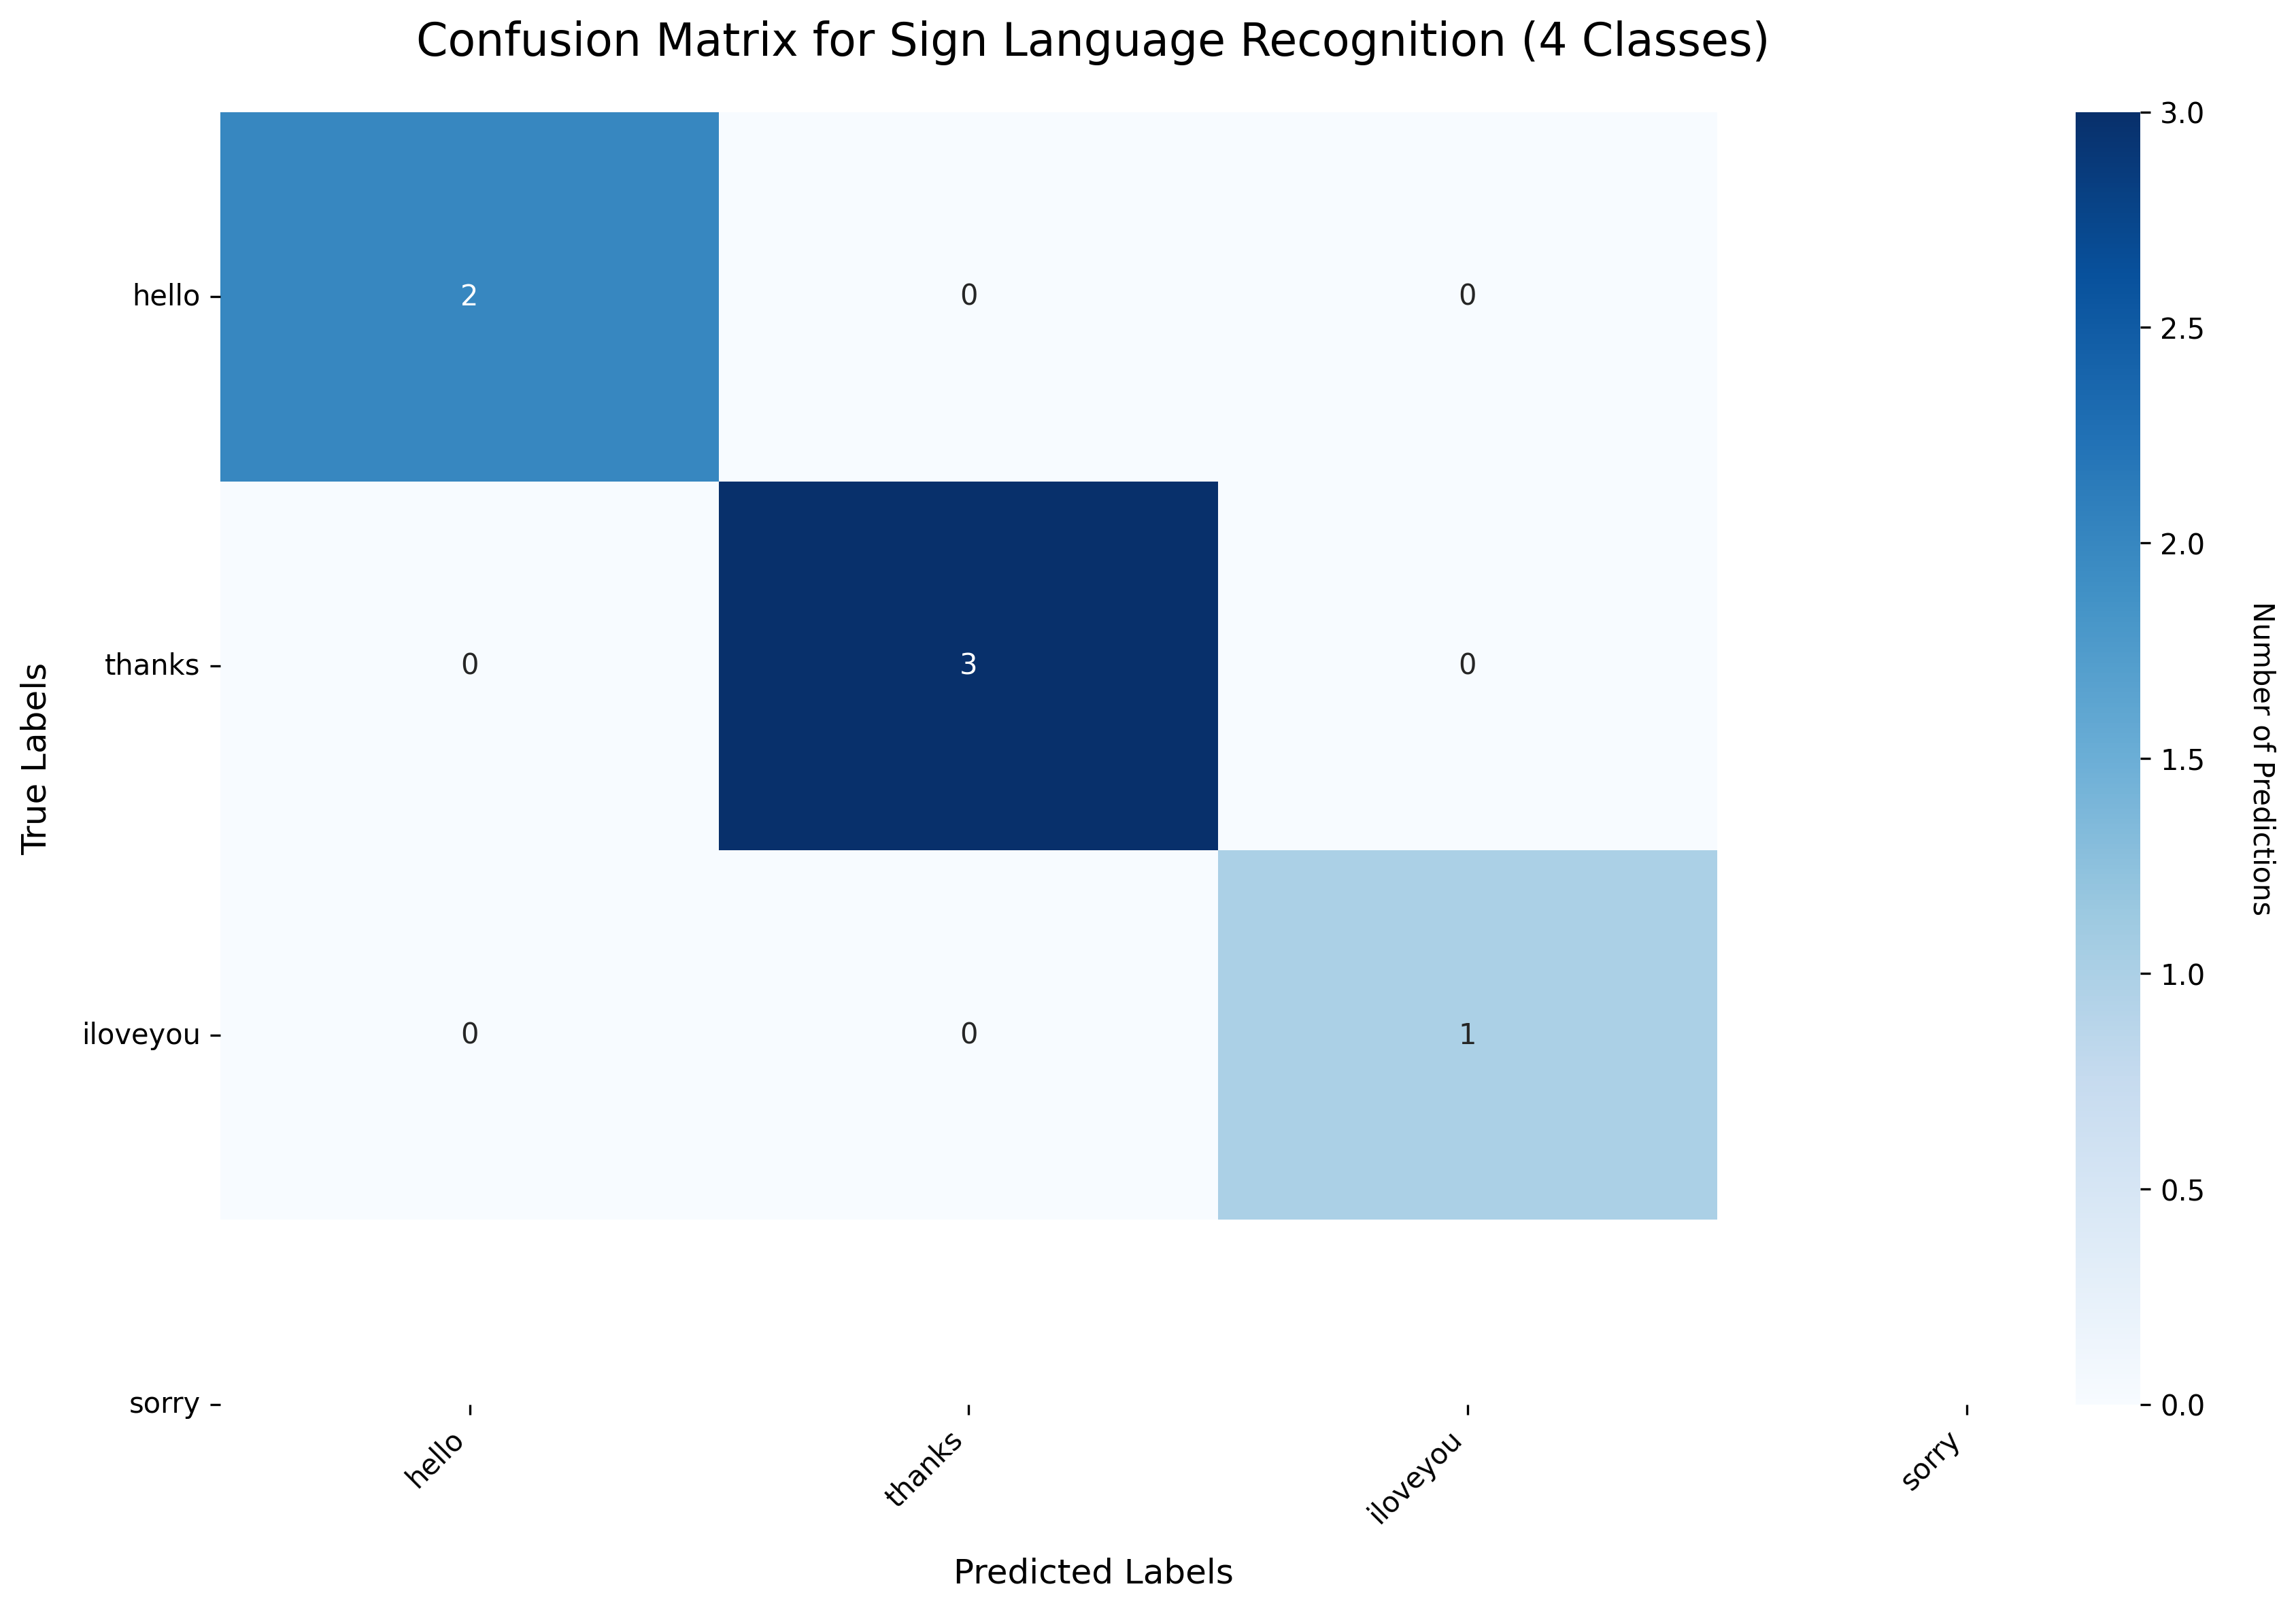 Confusion Matrix for Sign Language Recognition (4 Classes)
True Labels
hello
2
0
0
thanks
0
3
0
iloveyou
0
0
1
sorry
hello
thanks
iloveyou
sorry
Predicted Labels
3.0
2.5
2.0
1.5
1.0
0.5
0.0
Number of Predictions